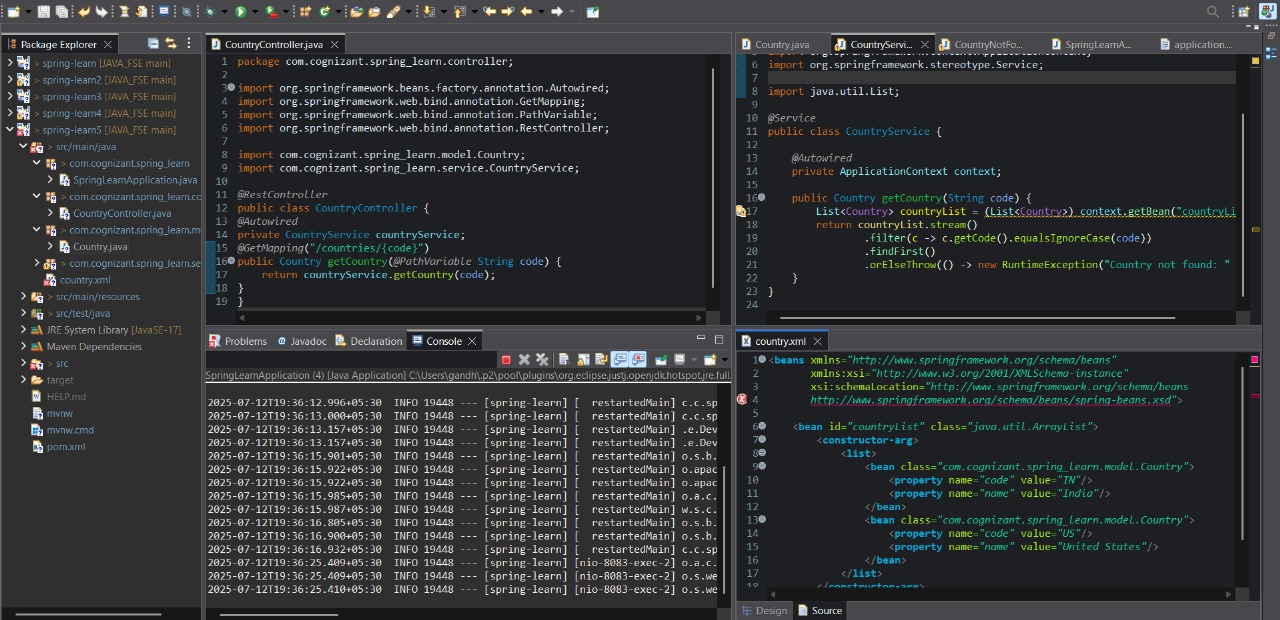 Package Explorer
> spring-learn [JAVA_FSE main]
> spring-learn2 [JAVA_FSE main]
> spring-learn3 [JAVA_FSE main]
> spring-learn4 [JAVA_FSE main]
> spring-learn5 [JAVA_FSE main]
> src/main/java
> com.cognizant.spring_learn
SpringLearnApplication.java
> com.cognizant.spring_learn.co
CountryController.java
> com.cognizant.spring_learn.m
Country.java
> com.cognizant.spring_learn.se
country.xml
> src/main/resources
> src/test/java
JRE System Library [JavaSE-17]
Maven Dependencies
> src
target
HELP.md
mvnw
mvnw.cmd
pom.xml
CountryController.java
1 package com.cognizant.spring_learn.controller;
2
3 import org.springframework.beans.factory.annotation.Autowired;
4 import org.springframework.web.bind.annotation.GetMapping;
5 import org.springframework.web.bind.annotation.PathVariable;
6 import org.springframework.web.bind.annotation.RestController;
7
8 import com.cognizant.spring_learn.model.Country;
9 import com.cognizant.spring_learn.service.CountryService;
10
11 @RestController
12 public class CountryController {
13 @Autowired
14 private CountryService countryService;
15 @GetMapping("/countries/{code}")
16 public Country getCountry(@PathVariable String code) {
17 return countryService.getCountry(code);
18 }
19 }
Country.java CountryServi... CountryNotFo... SpringLearnA... application....
6 import org.springframework.stereotype.Service;
7
8 import java.util.List;
9
10 @Service
11 public class CountryService {
12
13 @Autowired
14 private ApplicationContext context;
15
16 public Country getCountry(String code) {
17 List<Country> countryList = (List<Country>) context.getBean("countryLi
18 return countryList.stream()
19 .filter(c -> c.getCode().equalsIgnoreCase(code))
20 .findFirst()
21 .orElseThrow(() -> new RuntimeException("Country not found: "
22 }
23 }
24
Problems Javadoc Declaration Console
SpringLearnApplication (4) [Java Application] C:\Users\gandh\.p2\pool\plugins\org.eclipse.justj.openjdk.hotspot.jre.full.
2025-07-12T19:36:12.996+05:30 INFO 19448 --- [spring-learn] [ restartedMain] c.c.sp
2025-07-12T19:36:13.000+05:30 INFO 19448 --- [spring-learn] [ restartedMain] c.c.sp
2025-07-12T19:36:13.157+05:30 INFO 19448 --- [spring-learn] [ restartedMain] .e.Dev
2025-07-12T19:36:13.157+05:30 INFO 19448 --- [spring-learn] [ restartedMain] .e.Dev
2025-07-12T19:36:15.901+05:30 INFO 19448 --- [spring-learn] [ restartedMain] o.s.b.
2025-07-12T19:36:15.922+05:30 INFO 19448 --- [spring-learn] [ restartedMain] o.apac
2025-07-12T19:36:15.922+05:30 INFO 19448 --- [spring-learn] [ restartedMain] o.apac
2025-07-12T19:36:15.985+05:30 INFO 19448 --- [spring-learn] [ restartedMain] o.a.c.
2025-07-12T19:36:15.987+05:30 INFO 19448 --- [spring-learn] [ restartedMain] w.s.c.
2025-07-12T19:36:16.805+05:30 INFO 19448 --- [spring-learn] [ restartedMain] o.s.b.
2025-07-12T19:36:16.900+05:30 INFO 19448 --- [spring-learn] [ restartedMain] o.s.b.
2025-07-12T19:36:16.932+05:30 INFO 19448 --- [spring-learn] [ restartedMain] c.c.sp
2025-07-12T19:36:25.409+05:30 INFO 19448 --- [spring-learn] [nio-8083-exec-2] o.a.c.
2025-07-12T19:36:25.409+05:30 INFO 19448 --- [spring-learn] [nio-8083-exec-2] o.s.we
2025-07-12T19:36:25.410+05:30 INFO 19448 --- [spring-learn] [nio-8083-exec-2] o.s.we
country.xml
1 <beans xmlns="http://www.springframework.org/schema/beans"
2 xmlns:xsi="http://www.w3.org/2001/XMLSchema-instance"
3 xsi:schemaLocation="http://www.springframework.org/schema/beans
4 http://www.springframework.org/schema/beans/spring-beans.xsd">
5
6 <bean id="countryList" class="java.util.ArrayList">
7 <constructor-arg>
8 <list>
9 <bean class="com.cognizant.spring_learn.model.Country">
10 <property name="code" value="IN"/>
11 <property name="name" value="India"/>
12 </bean>
13 <bean class="com.cognizant.spring_learn.model.Country">
14 <property name="code" value="US"/>
15 <property name="name" value="United States"/>
16 </bean>
17 </list>
18 </constructor-arg>
Design Source